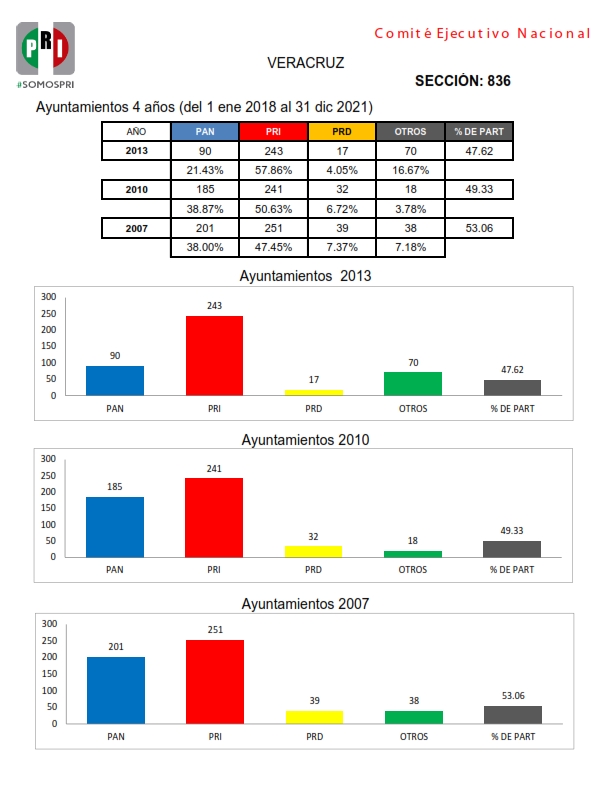 PRI
#SOMOSPRI
Comité Ejecutivo Nacional
VERACRUZ
SECCIÓN: 836
Ayuntamientos 4 años (del 1 ene 2018 al 31 dic 2021)
AÑO PAN PRI PRD OTROS % DE PART
2013 90 243 17 70 47.62
21.43% 57.86% 4.05% 16.67%
2010 185 241 32 18 49.33
38.87% 50.63% 6.72% 3.78%
2007 201 251 39 38 53.06
38.00% 47.45% 7.37% 7.18%
Ayuntamientos 2013
300
250
200
150
100
50
0
90 243 17 70 47.62
PAN PRI PRD OTROS % DE PART
Ayuntamientos 2010
300
250
200
150
100
50
0
185 241 32 18 49.33
PAN PRI PRD OTROS % DE PART
Ayuntamientos 2007
300
250
200
150
100
50
0
201 251 39 38 53.06
PAN PRI PRD OTROS % DE PART